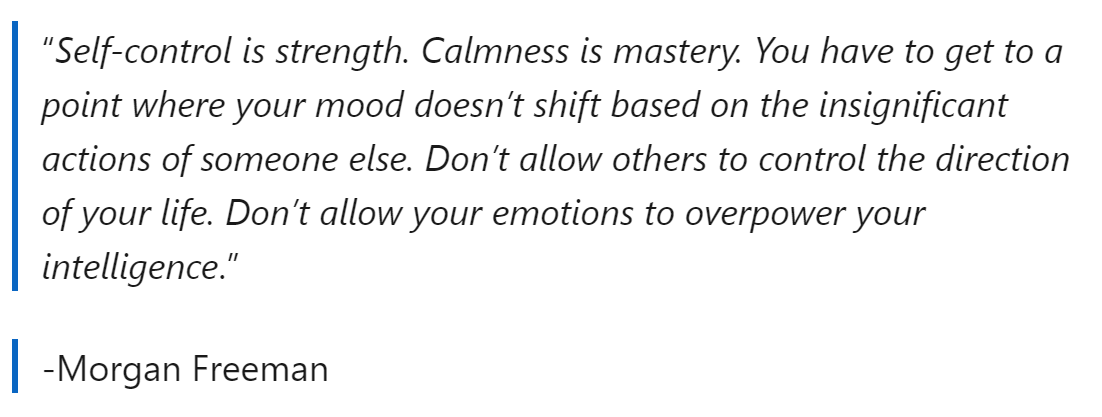 “Self-control is strength. Calmness is mastery. You have to get to a
point where your mood doesn’t shift based on the insignificant
actions of someone else. Don’t allow others to control the direction
of your life. Don’t allow your emotions to overpower your
intelligence.”
-Morgan Freeman